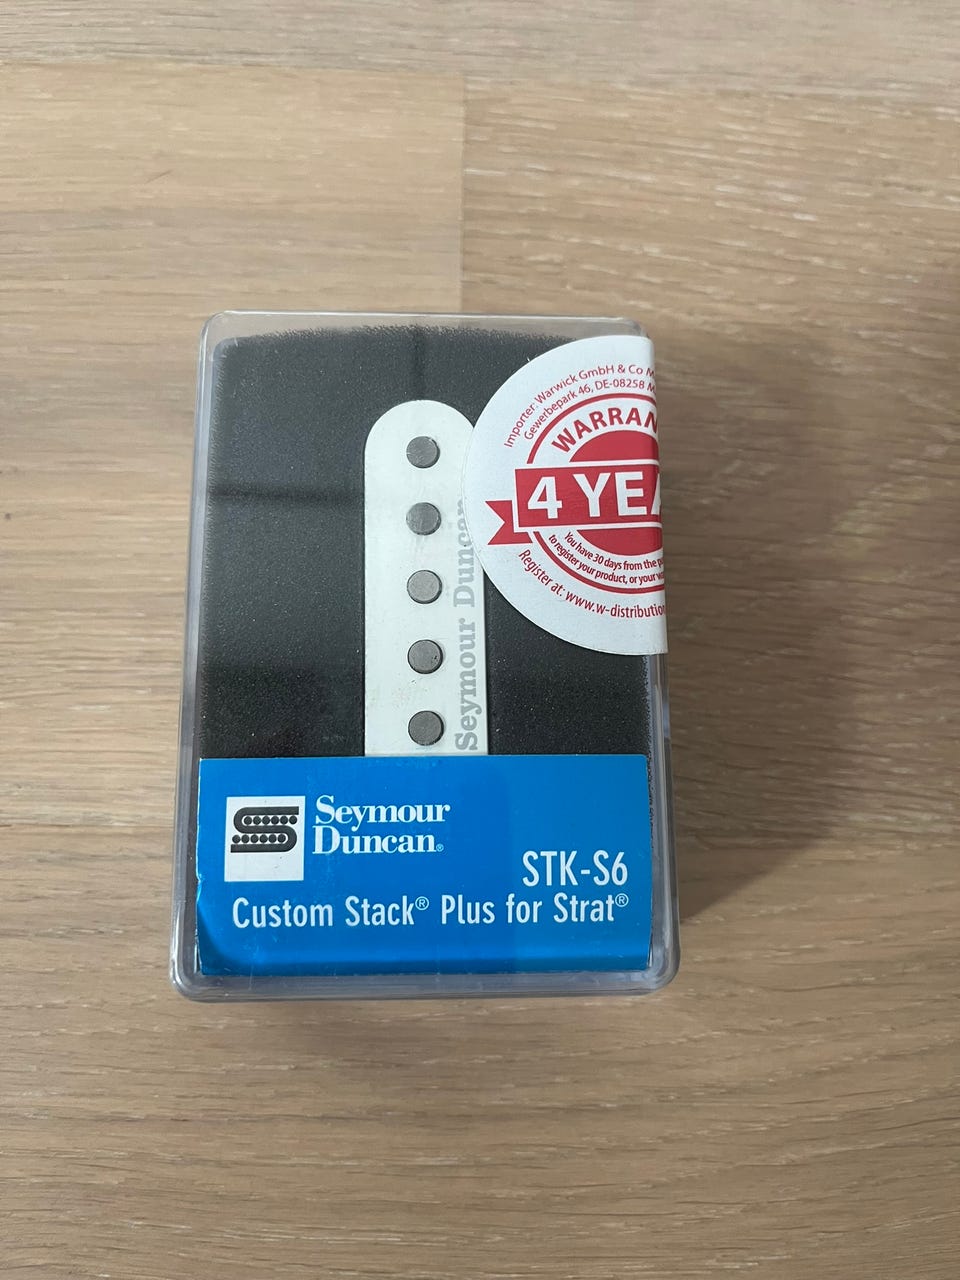 Importer: Warwick GmbH & Co
Gewerbepark 46, DE-08258
WARRAN
4 YEA
You have 30 days from the
to register your product, or your
Register at: www.w-distribution
Seymour Duncan
Seymour
Duncan®
STK-S6
Custom Stack® Plus for Strat®